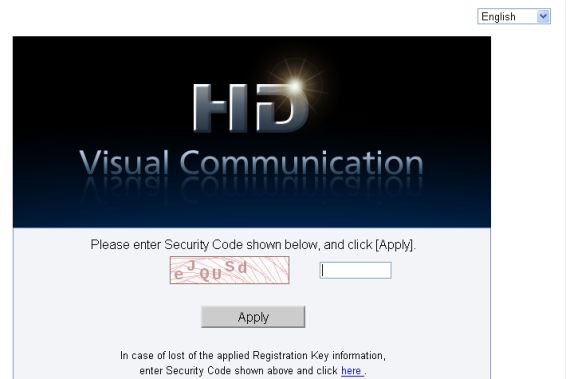 English
HD
Visual Communication
Please enter Security Code shown below, and click [Apply].
eJQUSd
Apply
In case of lost of the applied Registration Key information,
enter Security Code shown above and click here .